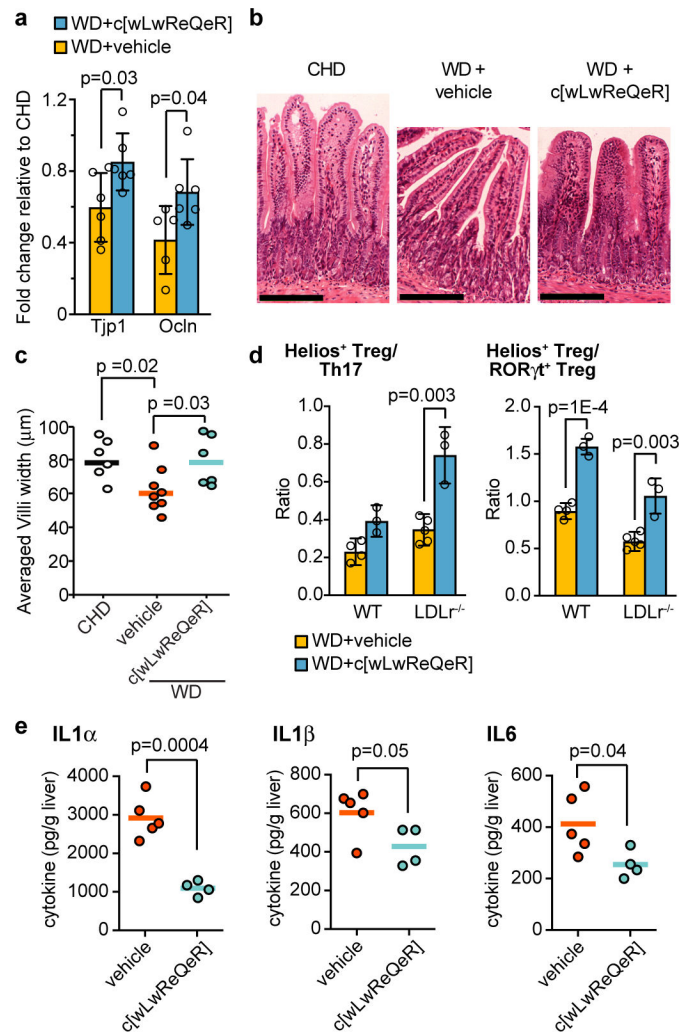 a
WD+c[wLwReQeR]
WD+vehicle
p=0.03
p=0.04
Fold change relative to CHD
1.2
0.8
0.4
0
Tjp1
Ocln
b
CHD
WD +
vehicle
WD +
c[wLwReQeR]
c
p =0.02
p =0.03
Averaged Villi width (μm)
100
80
60
40
20
0
CHD
vehicle
c[wLwReQeR]
WD
d
Helios⁺ Treg/
Th17
p=0.003
Ratio
1.0
0.8
0.6
0.4
0.2
0.0
WT
LDLr⁻/⁻
Helios⁺ Treg/
RORγt⁺ Treg
p=1E-4
p=0.003
Ratio
2.0
1.5
1.0
0.5
0.0
WT
LDLr⁻/⁻
WD+vehicle
WD+c[wLwReQeR]
e
IL1α
p=0.0004
cytokine (pg/g liver)
4000
3000
2000
1000
0
vehicle
c[wLwReQeR]
IL1β
p=0.05
cytokine (pg/g liver)
800
600
400
200
0
vehicle
c[wLwReQeR]
IL6
p=0.04
cytokine (pg/g liver)
600
400
200
0
vehicle
c[wLwReQeR]